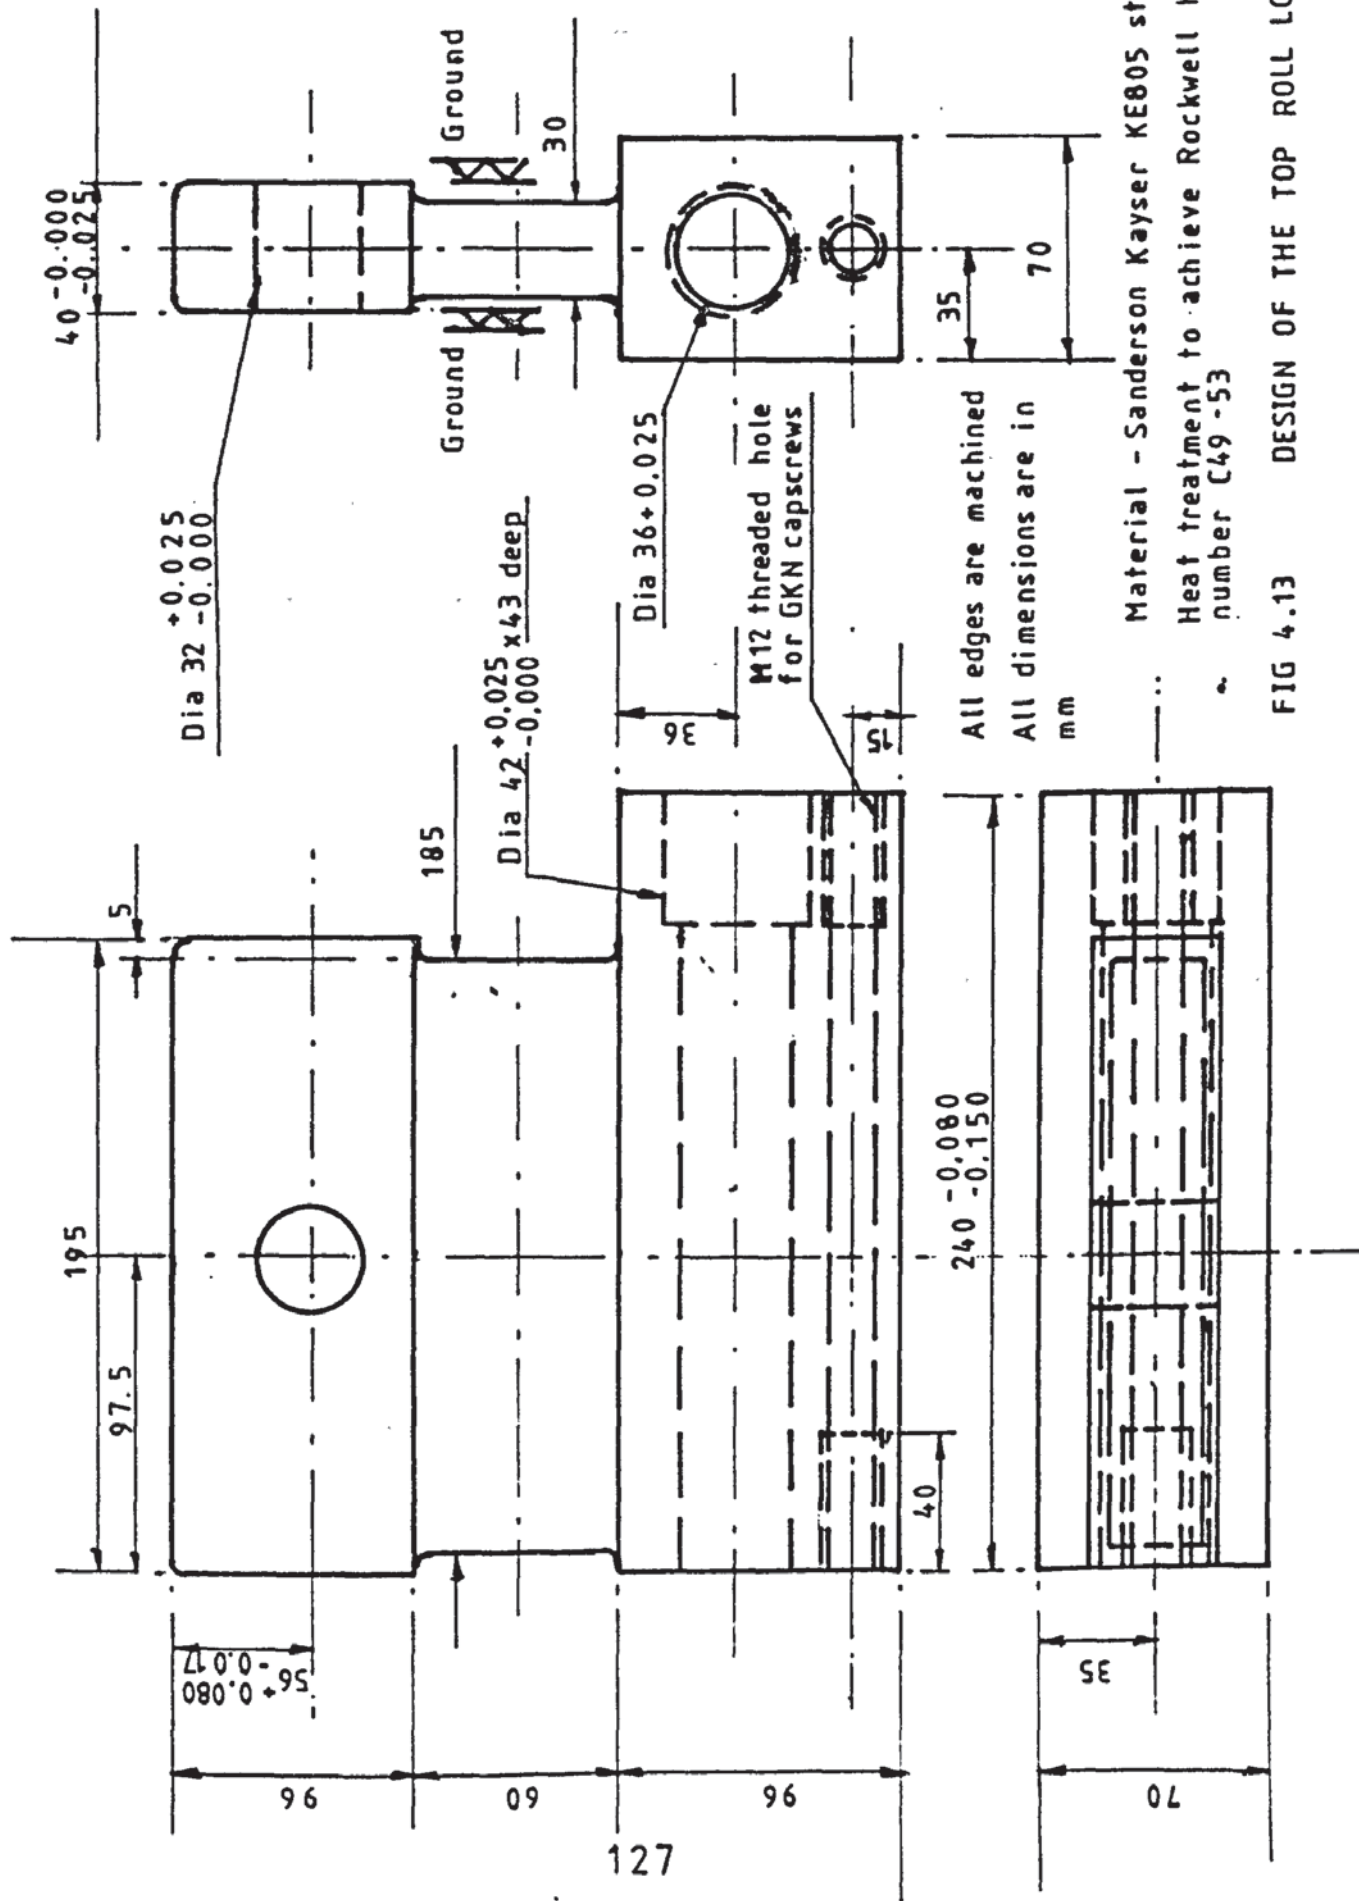 40 -0.000
-0.025
Ground
Ground
30
Dia 32 +0.025
-0.000
195
5
97.5
185
Dia 42 +0.025 x43 deep
-0.000
56 +0.080
-0.017
96
60
96
36
15
Dia 36+0.025
M12 threaded hole
for GKN capscrews
35
70
40
240 -0.080
-0.150
35
70
All edges are machined
All dimensions are in
mm
Material - Sanderson Kayser KE805
Heat treatment to achieve Rockwell
number C49-53
FIG 4.13 DESIGN OF THE TOP ROLL
127